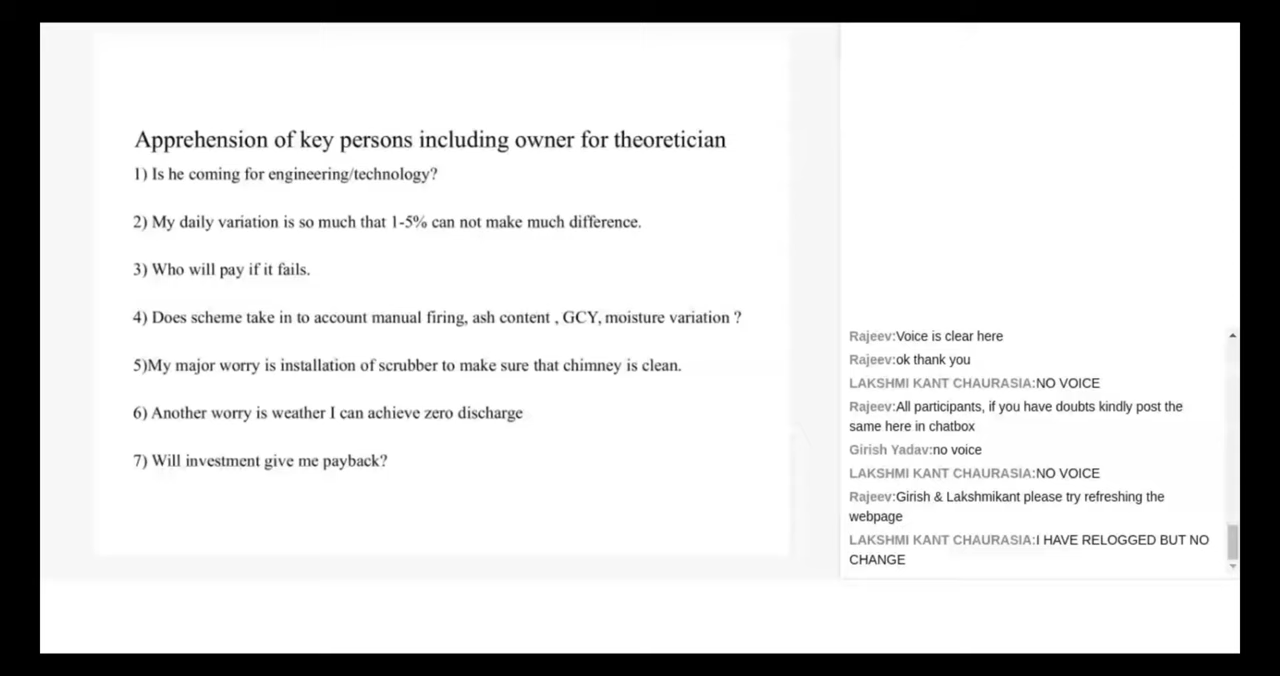 Apprehension of key persons including owner for theoretician
1) Is he coming for engineering/technology?
2) My daily variation is so much that 1-5% can not make much difference.
3) Who will pay if it fails.
4) Does scheme take in to account manual firing, ash content , GCY, moisture variation ?
5)My major worry is installation of scrubber to make sure that chimney is clean.
6) Another worry is weather I can achieve zero discharge
7) Will investment give me payback?
Rajeev:Voice is clear here
Rajeev:ok thank you
LAKSHMI KANT CHAURASIA:NO VOICE
Rajeev:All participants, if you have doubts kindly post the
same here in chatbox
Girish Yadav:no voice
LAKSHMI KANT CHAURASIA:NO VOICE
Rajeev:Girish & Lakshmikant please try refreshing the
webpage
LAKSHMI KANT CHAURASIA:I HAVE RELOGGED BUT NO
CHANGE